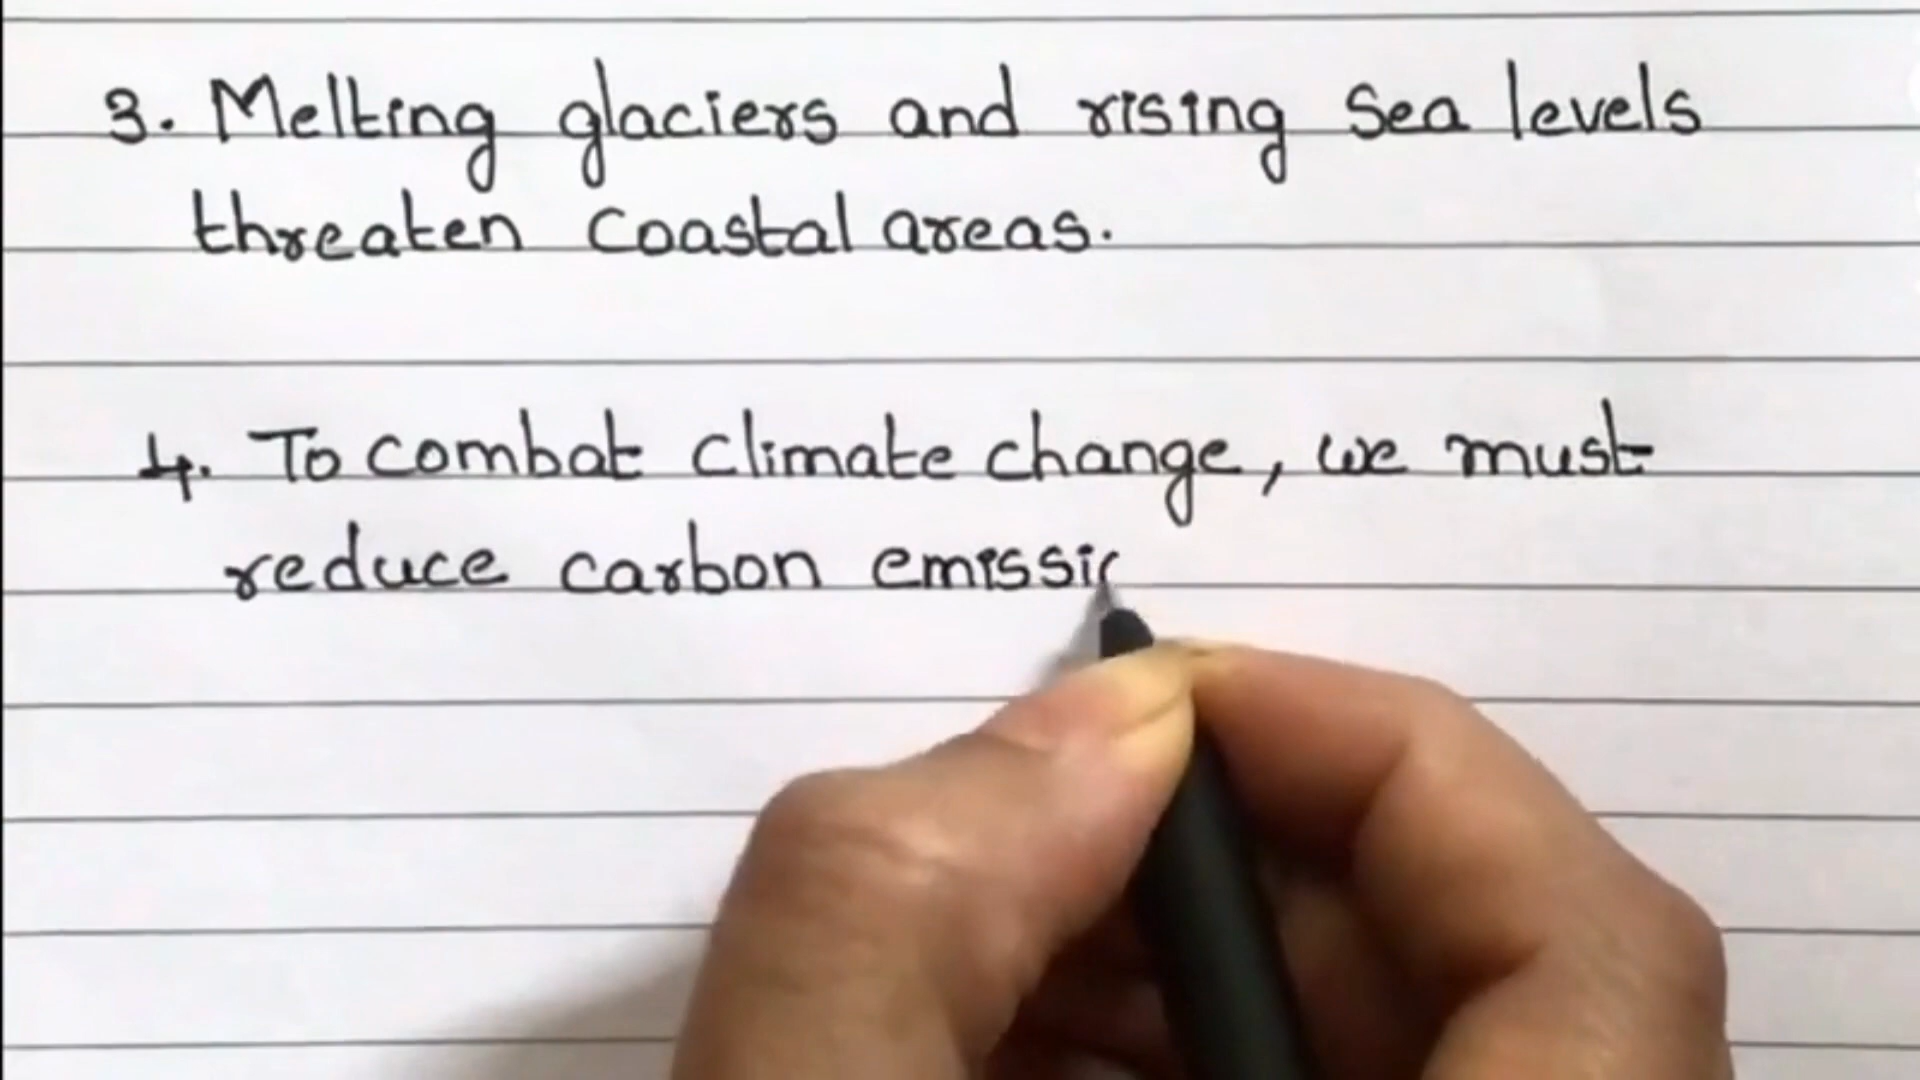 3. Melting glaciers and rising sea levels
threaten coastal areas.
4. To combat climate change, we must
reduce carbon emissi